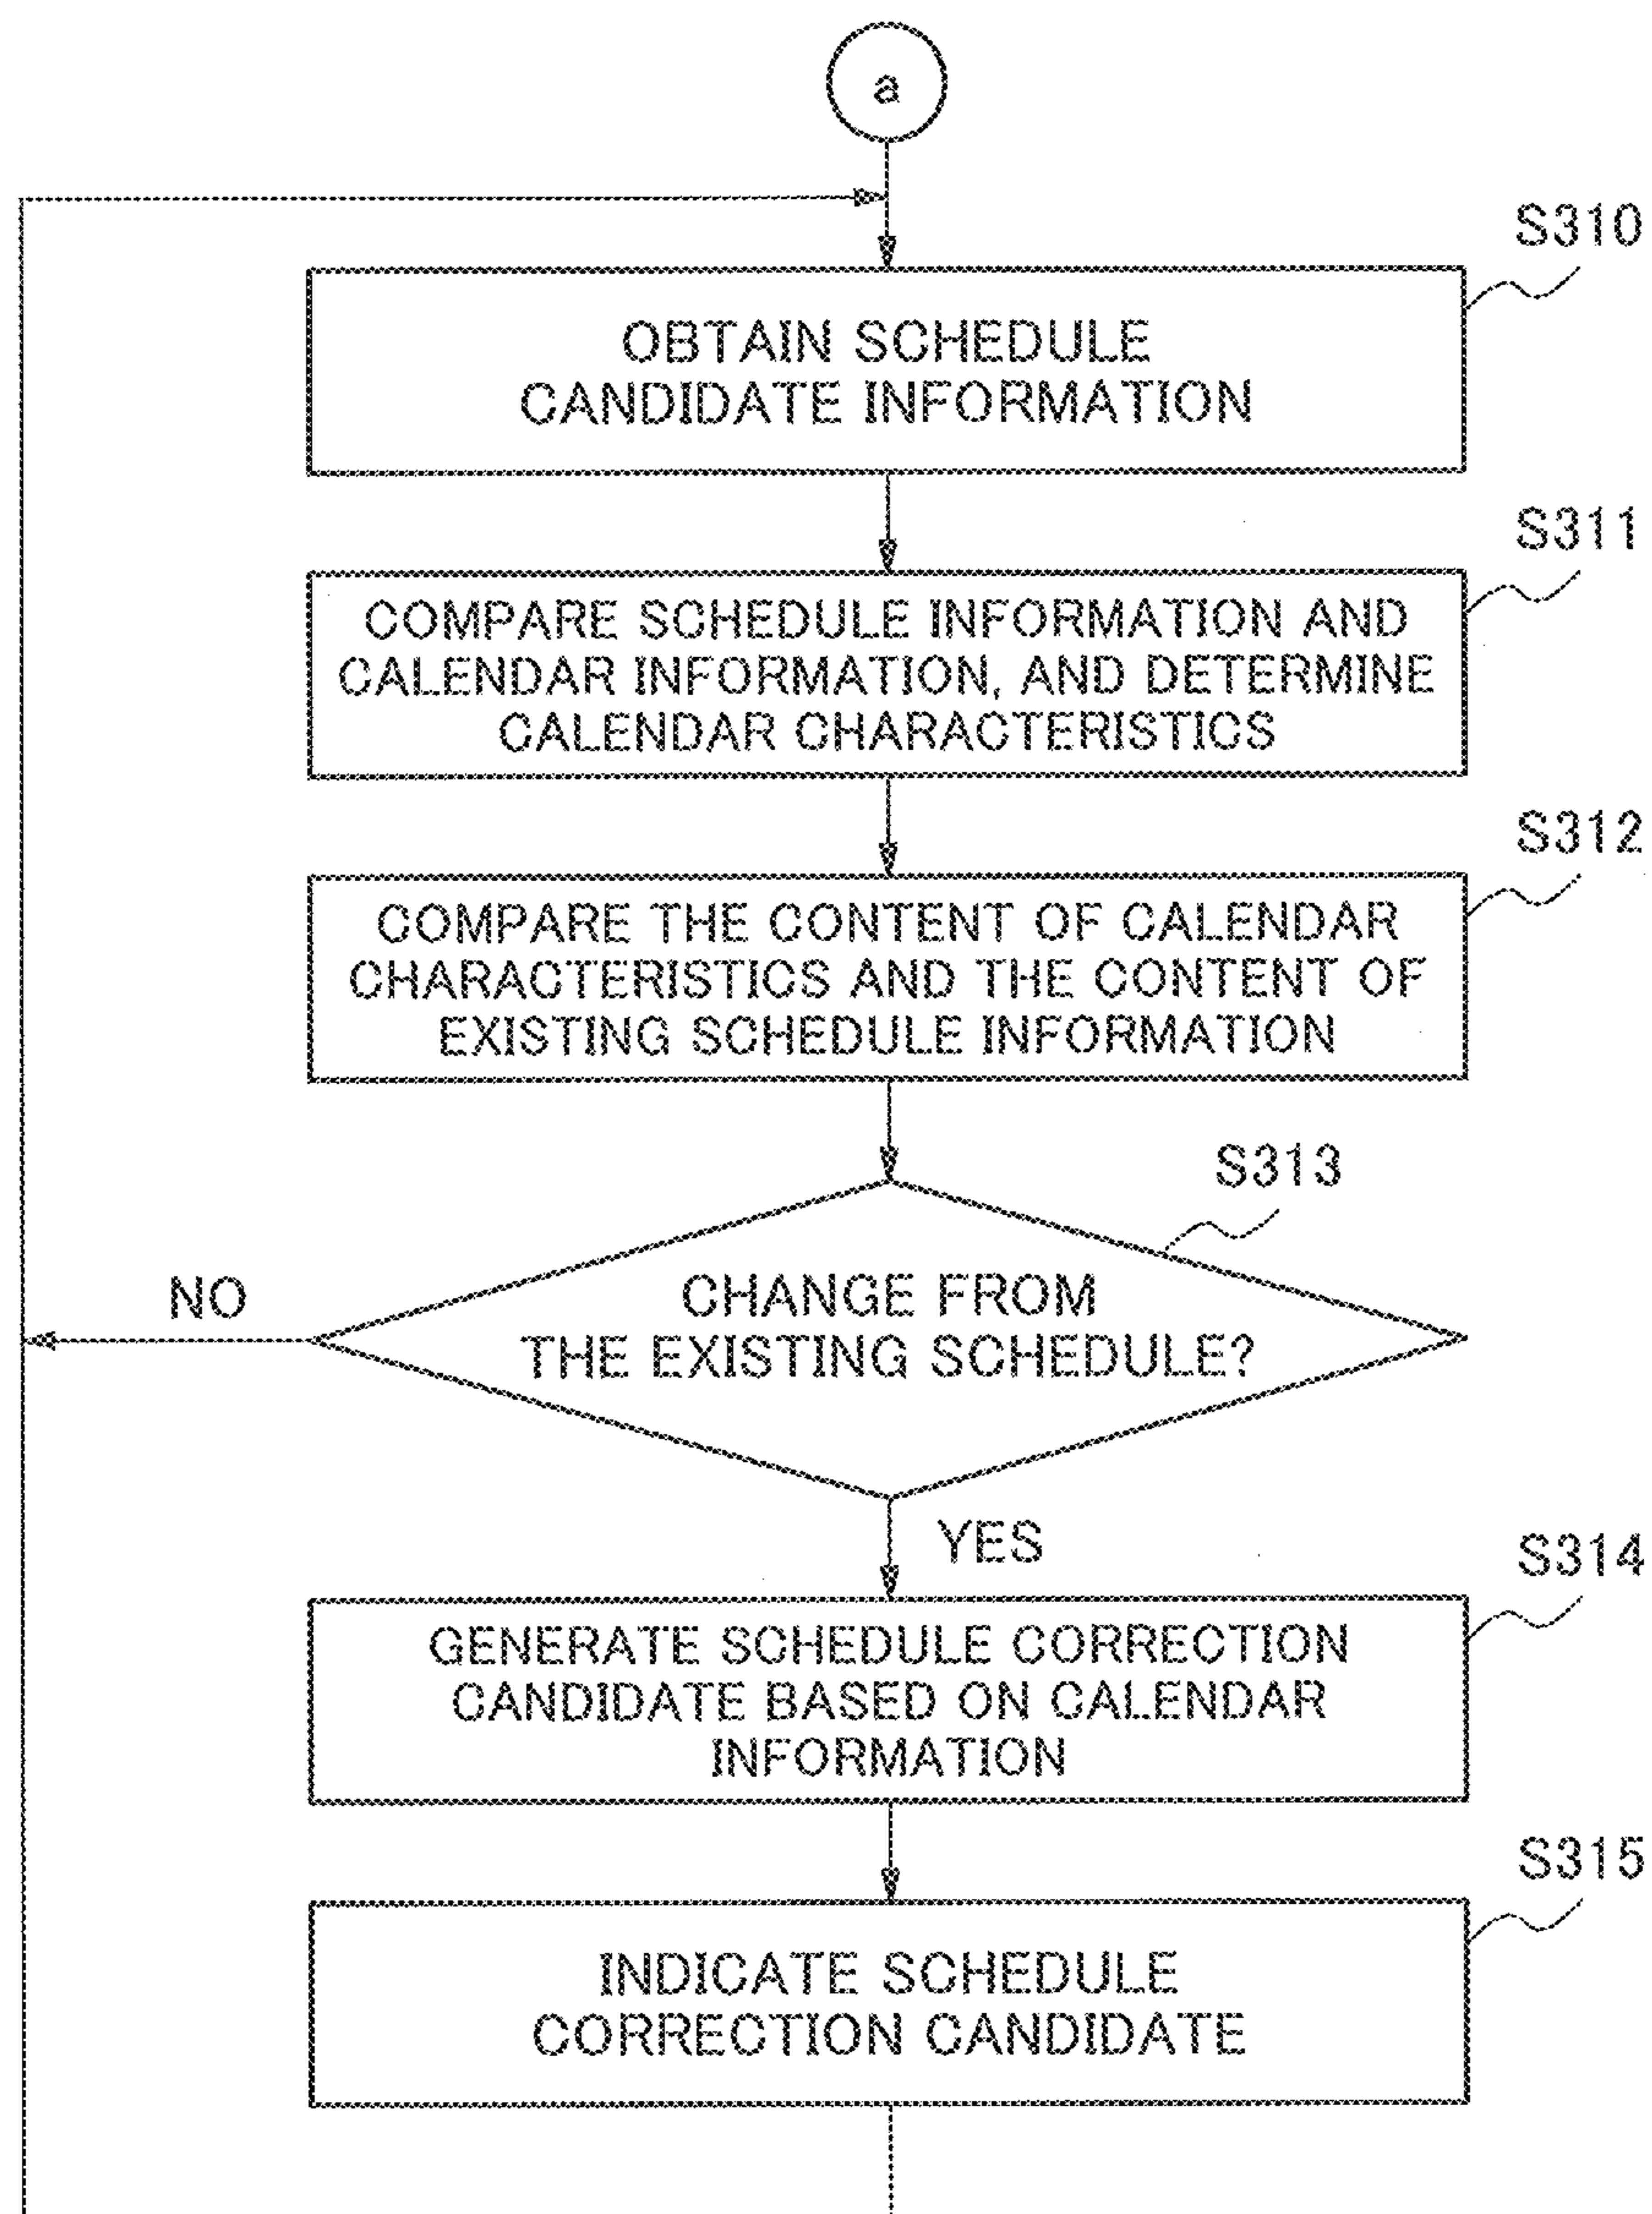 a
S310
OBTAIN SCHEDULE
CANDIDATE INFORMATION
S311
COMPARE SCHEDULE INFORMATION AND
CALENDAR INFORMATION, AND DETERMINE
CALENDAR CHARACTERISTICS
S312
COMPARE THE CONTENT OF CALENDAR
CHARACTERISTICS AND THE CONTENT OF
EXISTING SCHEDULE INFORMATION
S313
NO
CHANGE FROM
THE EXISTING SCHEDULE?
YES
S314
GENERATE SCHEDULE CORRECTION
CANDIDATE BASED ON CALENDAR
INFORMATION
S315
INDICATE SCHEDULE
CORRECTION CANDIDATE